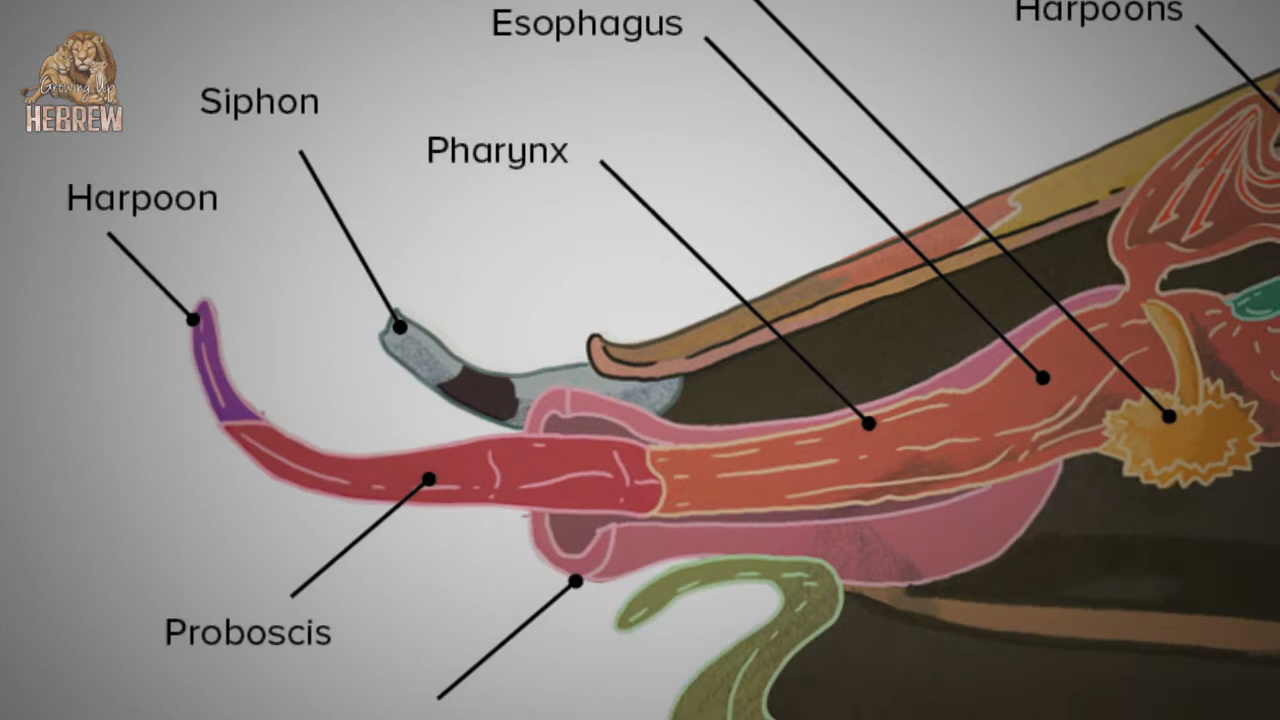 Growing Up
HEBREW
Esophagus
Harpoons
Siphon
Pharynx
Harpoon
Proboscis